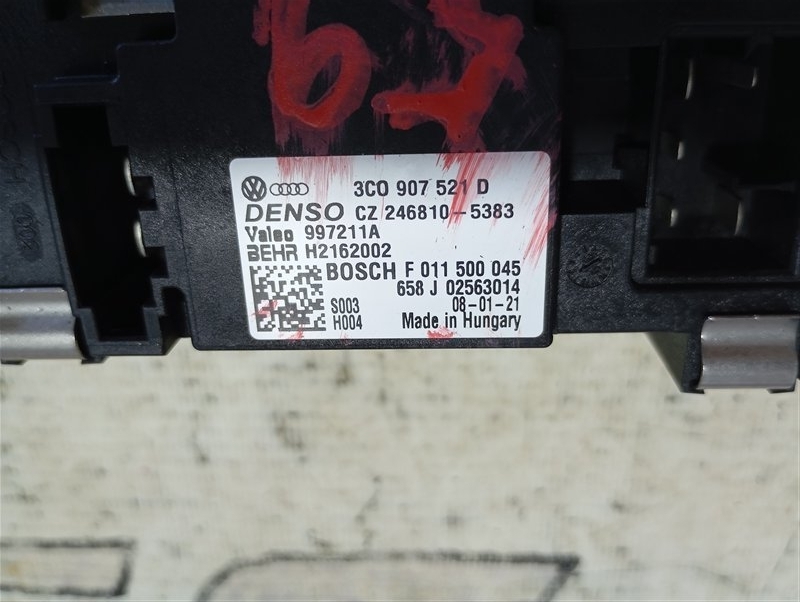 67
3C0 907 521 D
DENSO CZ 246810-5383
Valeo 997211A
BEHR H2162002
BOSCH F 011 500 045
658 J 02563014
S003 08-01-21
H004 Made in Hungary